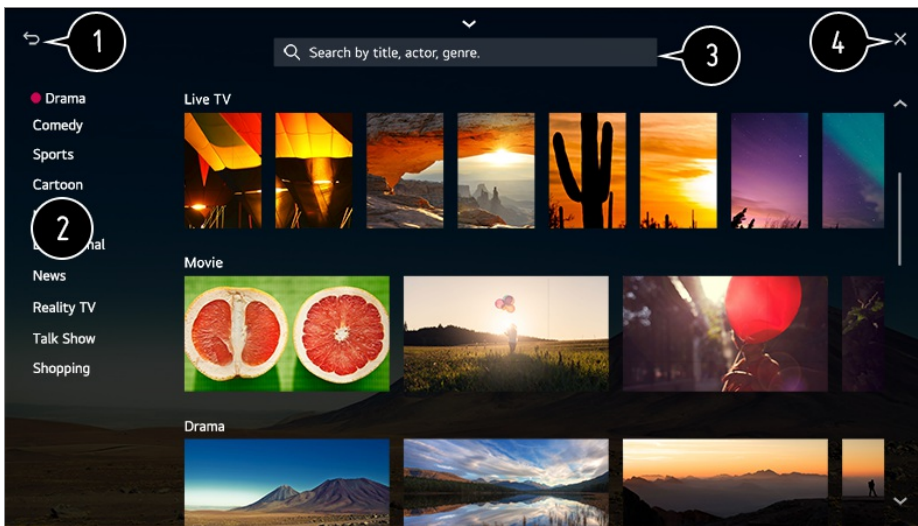 1
Search by title, actor, genre.
3
4
Drama
Comedy
Sports
Cartoon
2
nal
News
Reality TV
Talk Show
Shopping
Live TV
Movie
Drama